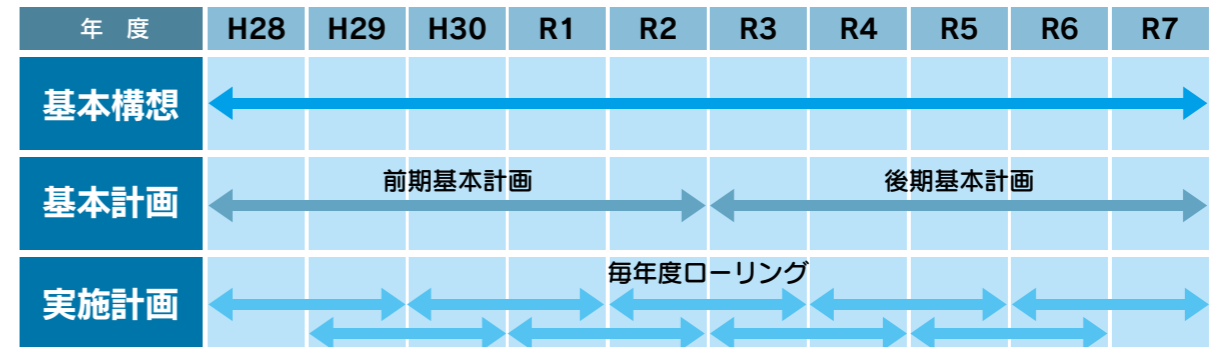 年 度 H28 H29 H30 R1 R2 R3 R4 R5 R6 R7
基本構想
基本計画 前期基本計画 後期基本計画
実施計画 毎年度ローリング